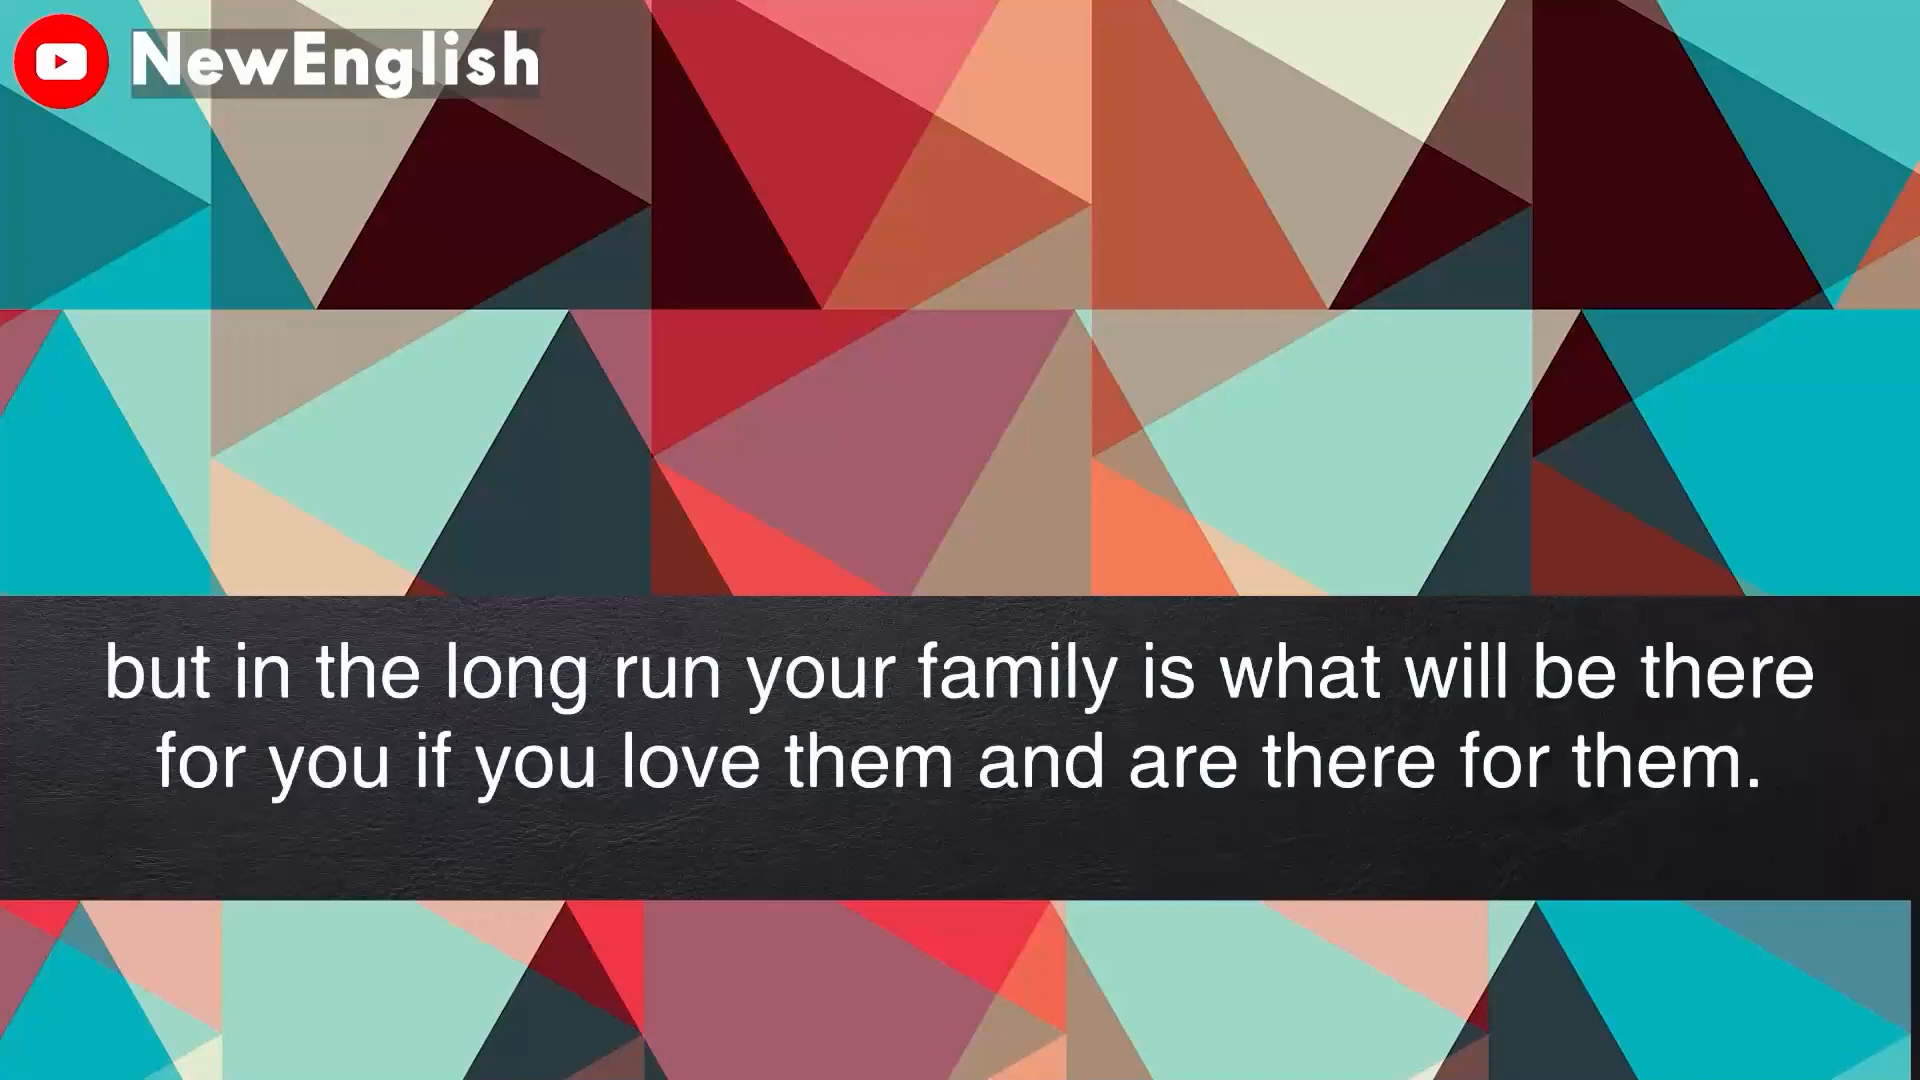 NewEnglish
but in the long run your family is what will be there
for you if you love them and are there for them.